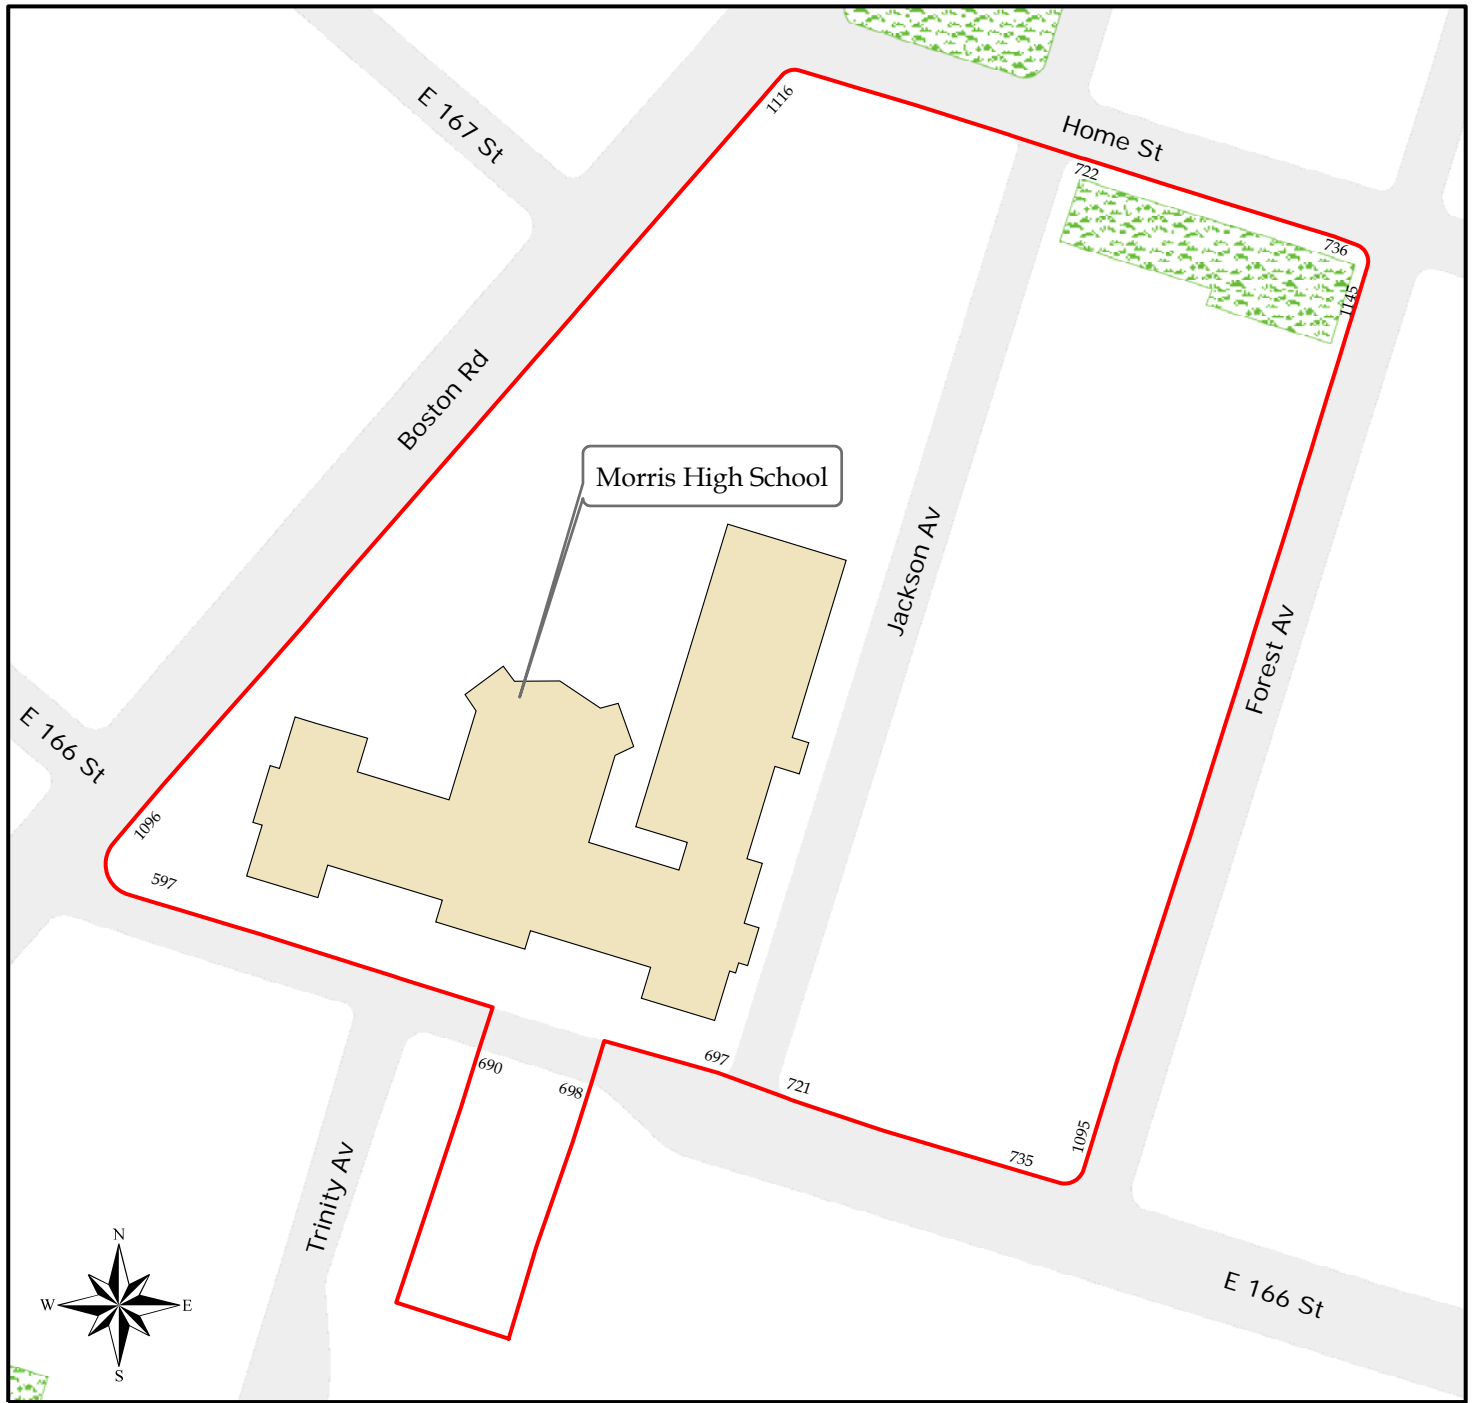 E 167 St
1116
Home St
722
736
1145
Boston Rd
Morris High School
Jackson Av
Forest Av
E 166 St
1096
597
690
698
697
721
735
1095
Trinity Av
E 166 St
N
W E
S